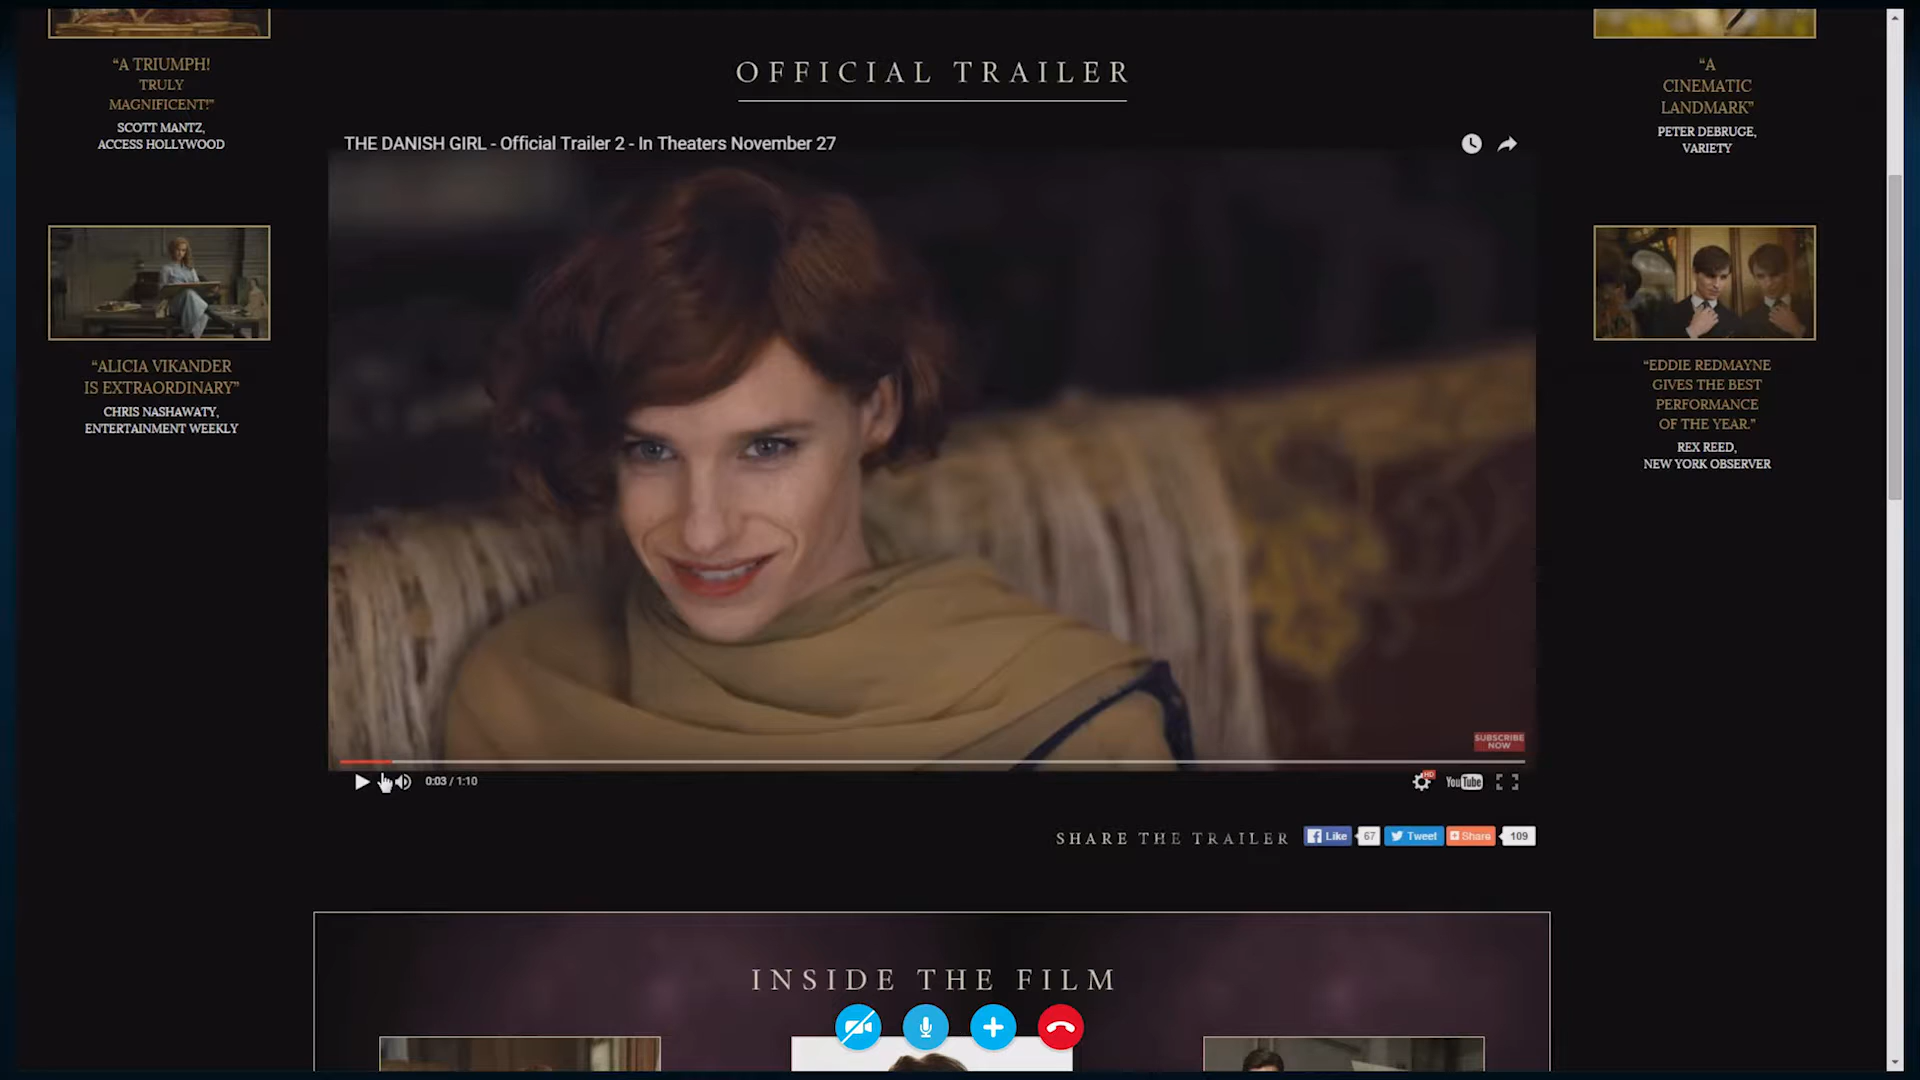 “A TRIUMPH!
TRULY
MAGNIFICENT!”
SCOTT MANTZ,
ACCESS HOLLYWOOD
“ALICIA VIKANDER
IS EXTRAORDINARY”
CHRIS NASHAWATY,
ENTERTAINMENT WEEKLY
OFFICIAL TRAILER
THE DANISH GIRL - Official Trailer 2 - In Theaters November 27
SUBSCRIBE
NOW
0:03 / 1:10
HD
YouTube
SHARE THE TRAILER
Like
67
Tweet
Share
109
INSIDE THE FILM
“A
CINEMATIC
LANDMARK”
PETER DEBRUGE,
VARIETY
“EDDIE REDMAYNE
GIVES THE BEST
PERFORMANCE
OF THE YEAR.”
REX REED,
NEW YORK OBSERVER